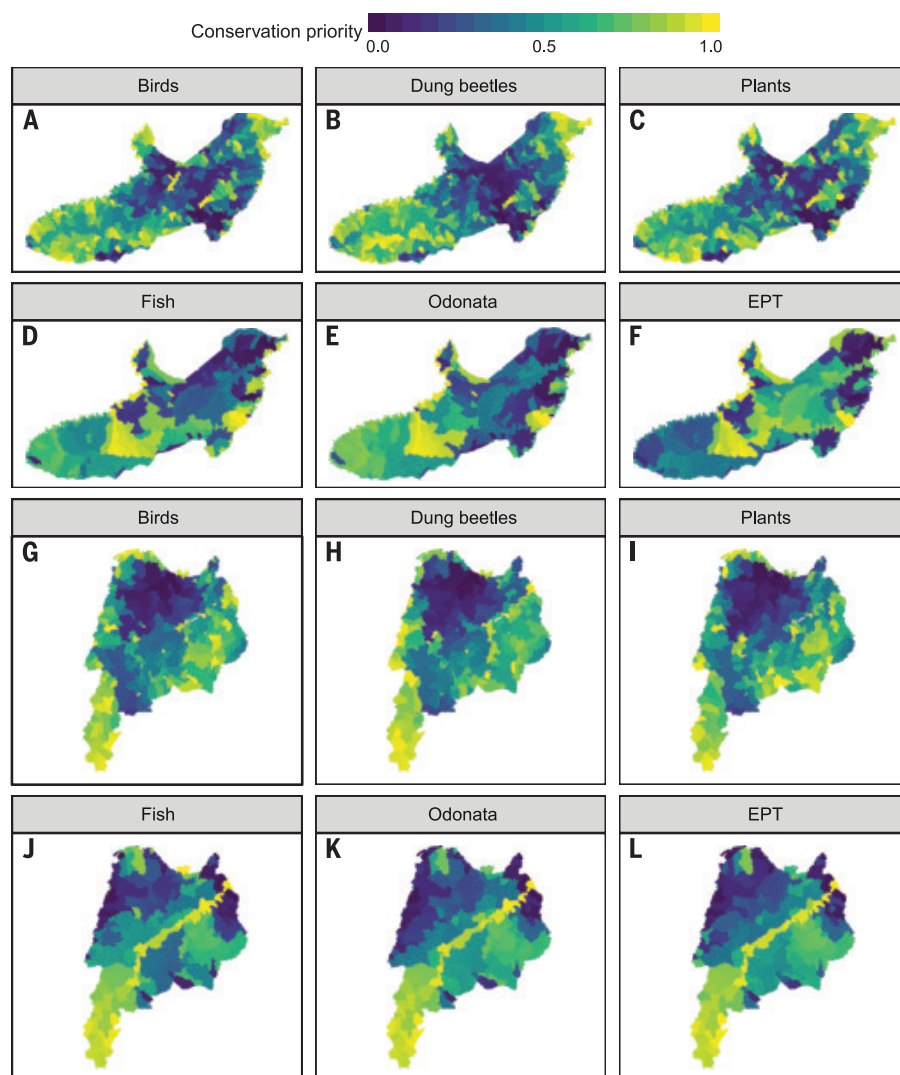 Conservation priority
0.0 0.5 1.0
Birds Dung beetles Plants
A B C
Fish Odonata EPT
D E F
Birds Dung beetles Plants
G H I
Fish Odonata EPT
J K L